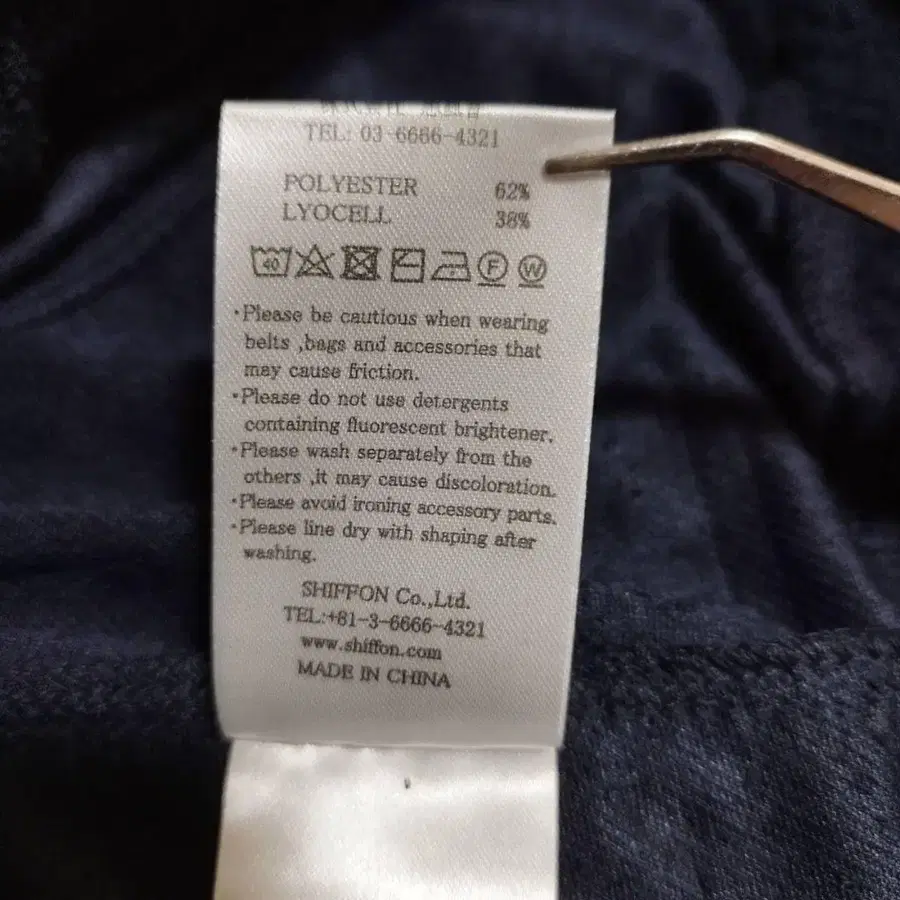 TEL: 03-6666-4321
POLYESTER 62%
LYOCELL 38%
40 F W
·Please be cautious when wearing
belts ,bags and accessories that
may cause friction.
·Please do not use detergents
containing fluorescent brightener.
·Please wash separately from the
others ,it may cause discoloration.
·Please avoid ironing accessory parts.
·Please line dry with shaping after
washing.
SHIFFON Co.,Ltd.
TEL:+81-3-6666-4321
www.shiffon.com
MADE IN CHINA